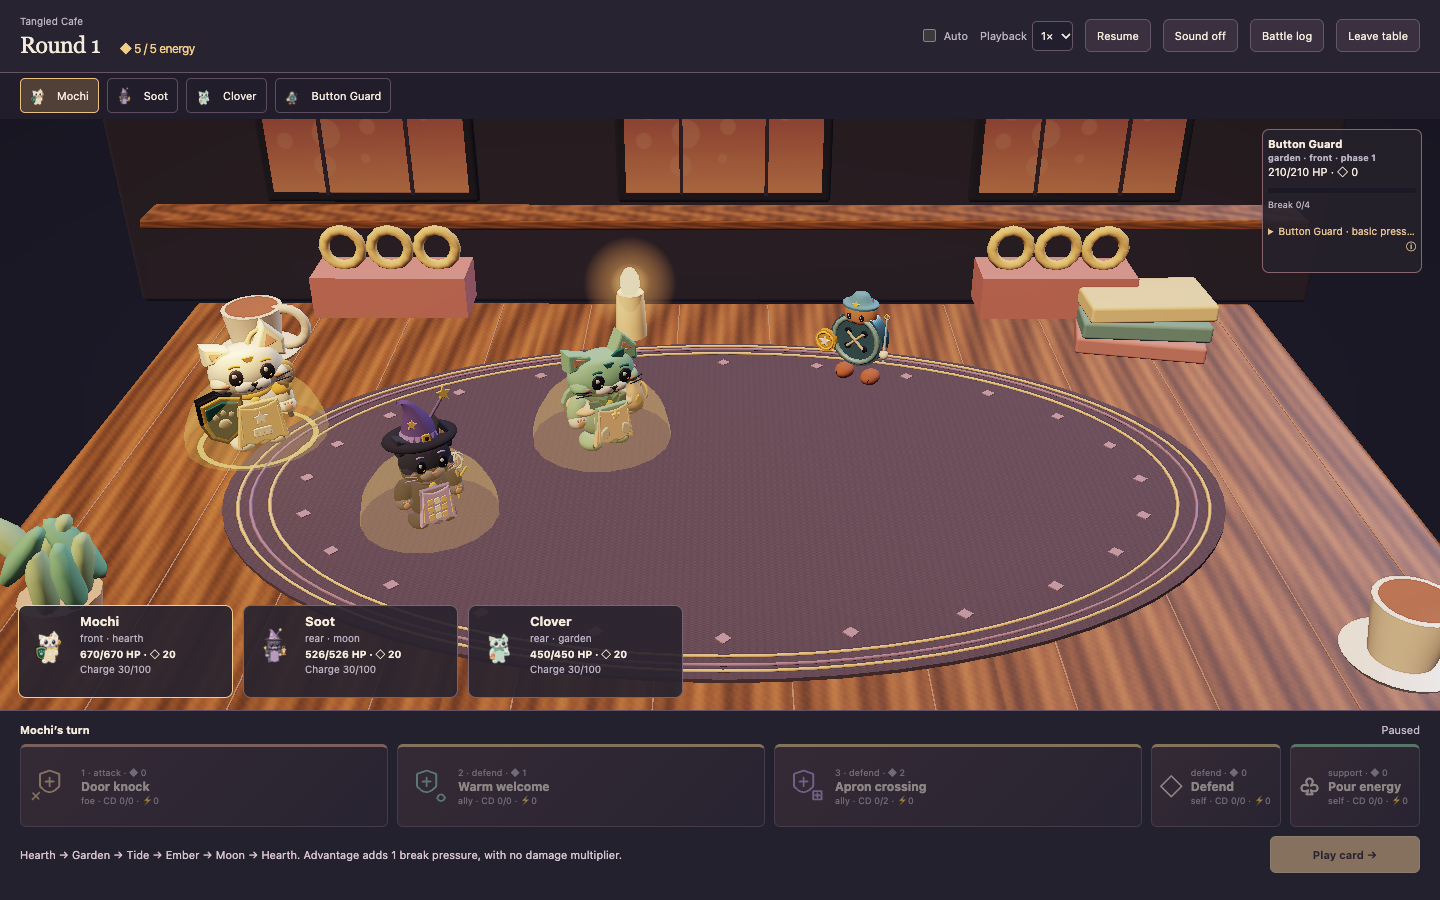 Tangled Cafe
Round 1
5 / 5 energy
Auto
Playback
1×
Resume
Sound off
Battle log
Leave table
Mochi
Soot
Clover
Button Guard
Button Guard
garden · front · phase 1
210/210 HP · ◇ 0
Break 0/4
▶ Button Guard · basic press...
Mochi
front · hearth
670/670 HP · ◇ 20
Charge 30/100
Soot
rear · moon
526/526 HP · ◇ 20
Charge 30/100
Clover
rear · garden
450/450 HP · ◇ 20
Charge 30/100
Mochi's turn
Paused
1 · attack · ◆ 0
Door knock
foe · CD 0/0 · ⚡0
2 · defend · ◆ 1
Warm welcome
ally · CD 0/0 · ⚡0
3 · defend · ◆ 2
Apron crossing
ally · CD 0/2 · ⚡0
defend · ◆ 0
Defend
self · CD 0/0 · ⚡0
support · ◆ 0
Pour energy
self · CD 0/0 · ⚡0
Hearth → Garden → Tide → Ember → Moon → Hearth. Advantage adds 1 break pressure, with no damage multiplier.
Play card →